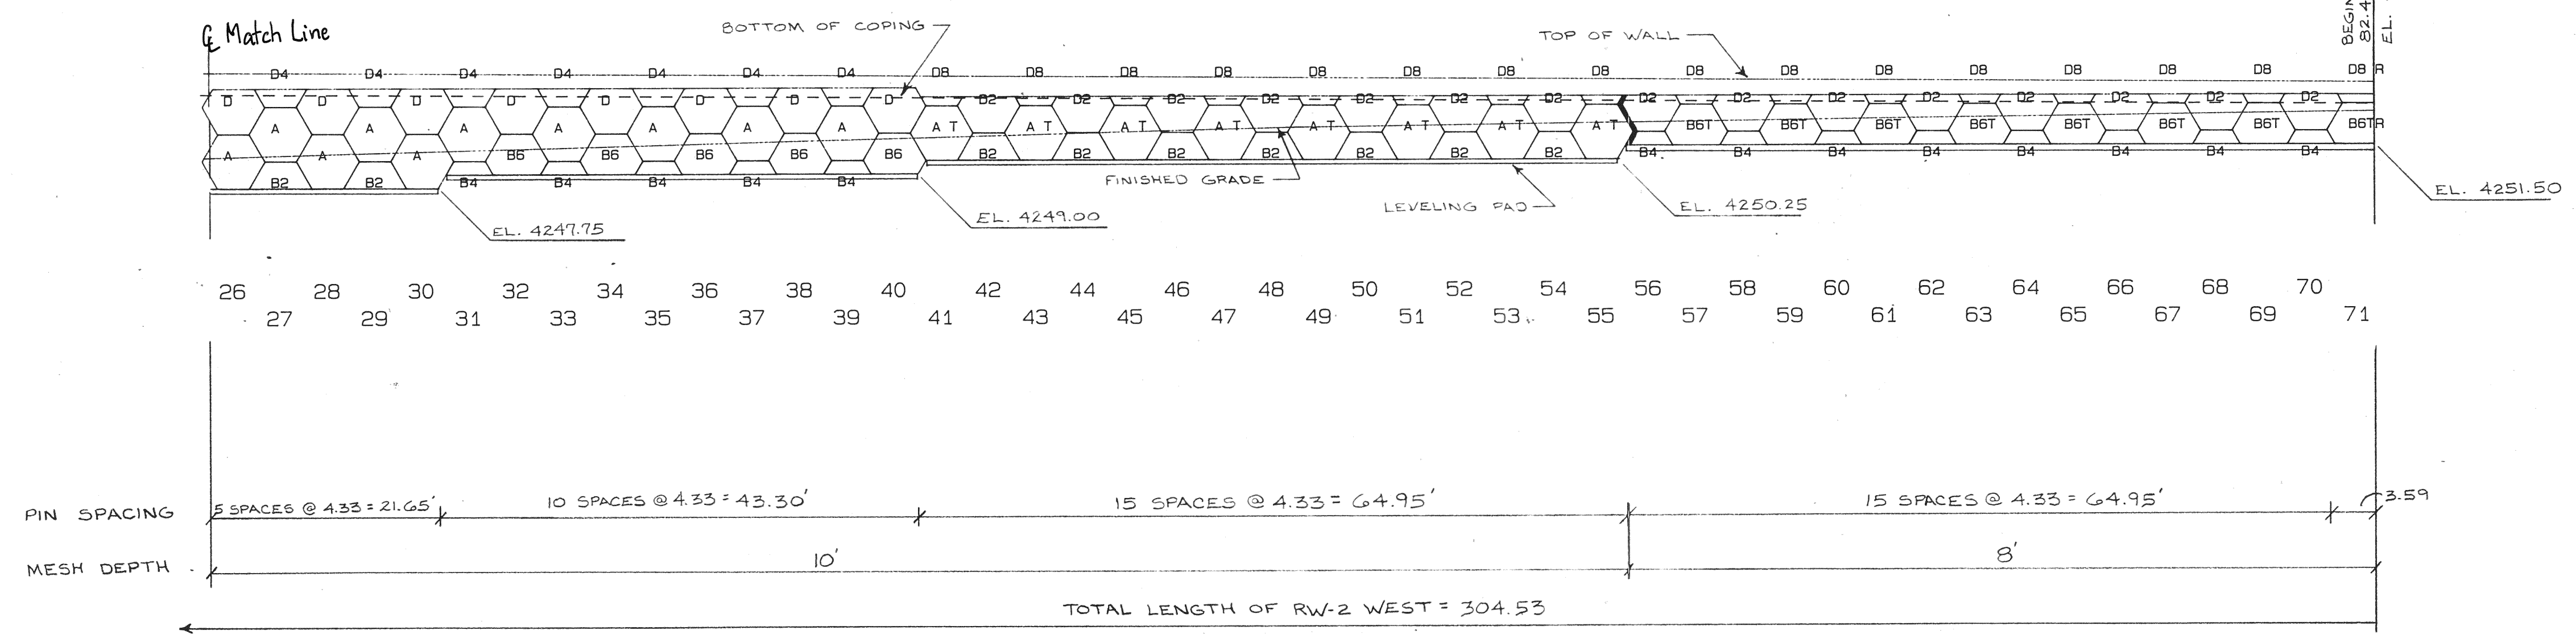 BEGIN
82.4
EL.
℄ Match Line
BOTTOM OF COPING
TOP OF WALL
D4 D4 D4 D4 D4 D4 D4 D8 D8 D8 D8 D8 D8 D8 D8 D8 D8 D8 D8 D8 D8 D8 D8 R
D D D D D D D D D2 D2 D2 D2 D2 D2 D2 D2 D2 D2 D2 D2 D2 D2 D2
A A A A A A A A T A T A T A T A T A T A T A T B6T B6T B6T B6T B6T B6T B6T B6TR
A A A B6 B6 B6 B6 B6 B2 B2 B2 B2 B2 B2 B2 B4 B4 B4 B4 B4 B4 B4 B4
B2 B2 B4 B4 B4 B4 B4
FINISHED GRADE
LEVELING PAD
EL. 4247.75
EL. 4249.00
EL. 4250.25
EL. 4251.50
26 28 30 32 34 36 38 40 42 44 46 48 50 52 54 56 58 60 62 64 66 68 70
27 29 31 33 35 37 39 41 43 45 47 49 51 53 55 57 59 61 63 65 67 69 71
PIN SPACING 5 SPACES @ 4.33 = 21.65' 10 SPACES @ 4.33 = 43.30' 15 SPACES @ 4.33 = 64.95' 15 SPACES @ 4.33 = 64.95' 3.59
MESH DEPTH 10' 8'
TOTAL LENGTH OF RW-2 WEST = 304.53